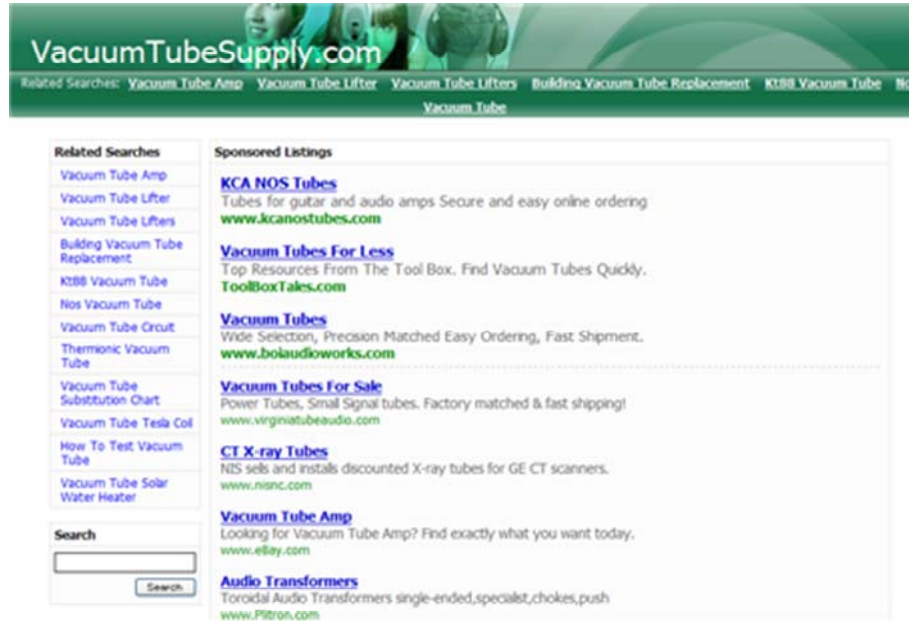 VacuumTubeSupply.com
Related Searches: Vacuum Tube Amp Vacuum Tube Lifter Vacuum Tube Lifters Building Vacuum Tube Replacement Kt88 Vacuum Tube No
Vacuum Tube
Related Searches
Vacuum Tube Amp
Vacuum Tube Lifter
Vacuum Tube Lifters
Building Vacuum Tube
Replacement
Kt88 Vacuum Tube
Nos Vacuum Tube
Vacuum Tube Circuit
Thermionic Vacuum
Tube
Vacuum Tube
Substitution Chart
Vacuum Tube Tesla Coil
How To Test Vacuum
Tube
Vacuum Tube Solar
Water Heater
Search
Search
Sponsored Listings
KCA NOS Tubes
Tubes for guitar and audio amps Secure and easy online ordering
www.kcanostubes.com
Vacuum Tubes For Less
Top Resources From The Tool Box. Find Vacuum Tubes Quickly.
ToolBoxTales.com
Vacuum Tubes
Wide Selection, Precision Matched Easy Ordering, Fast Shipment.
www.boiaudioworks.com
Vacuum Tubes For Sale
Power Tubes, Small Signal tubes. Factory matched & fast shipping!
www.virginiatubeaudio.com
CT X-ray Tubes
NIS sells and installs discounted X-ray tubes for GE CT scanners.
www.nisnc.com
Vacuum Tube Amp
Looking for Vacuum Tube Amp? Find exactly what you want today.
www.eBay.com
Audio Transformers
Toroidal Audio Transformers single-ended,specialist,chokes,push
www.Plitron.com